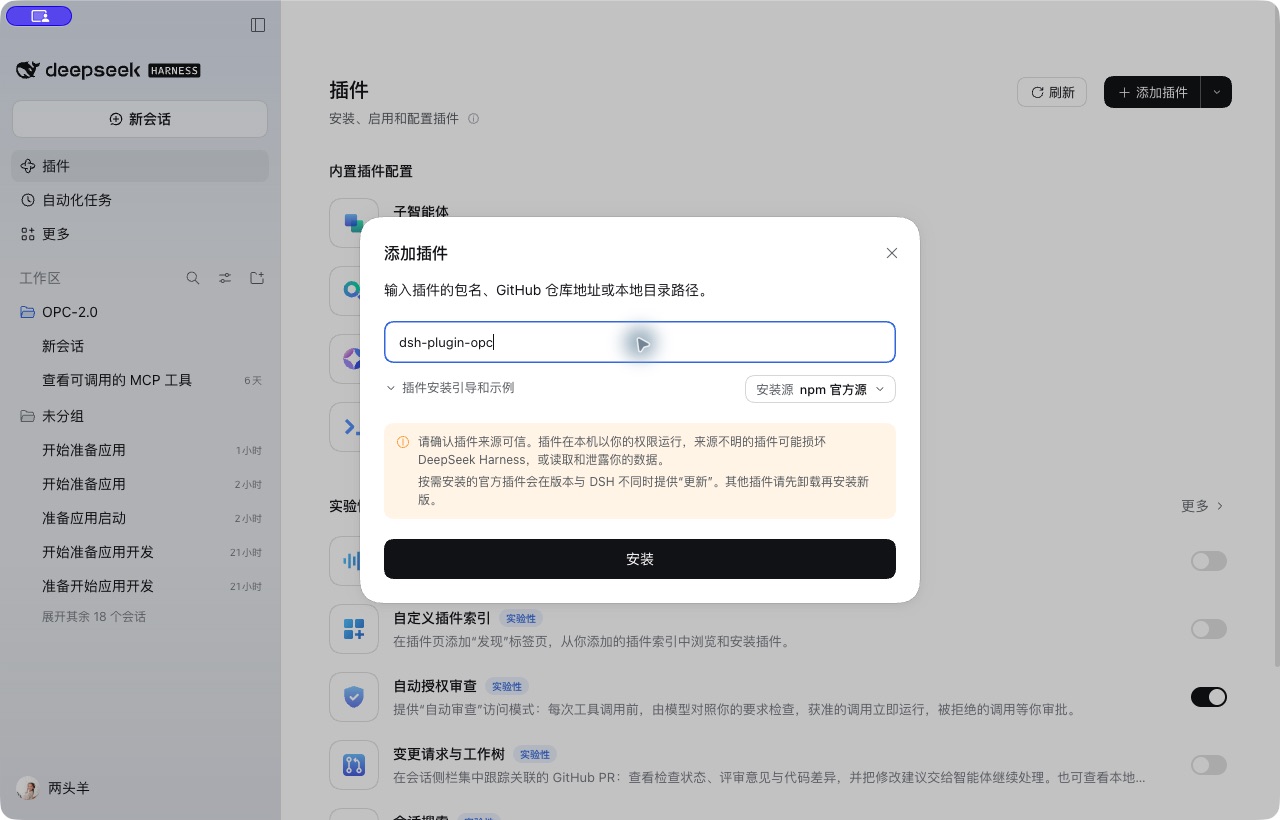 deepseek HARNESS
新会话
插件
自动化任务
更多
工作区
OPC-2.0
新会话
查看可调用的 MCP 工具 6天
未分组
开始准备应用 1小时
开始准备应用 2小时
准备应用启动 2小时
开始准备应用开发 21小时
准备开始应用开发 21小时
展开其余 18 个会话
两头羊
插件
安装、启用和配置插件
刷新
添加插件
内置插件配置
子智能体
添加插件
输入插件的包名、GitHub 仓库地址或本地目录路径。
dsh-plugin-opc
插件安装引导和示例
安装源 npm 官方源
请确认插件来源可信。插件在本机以你的权限运行，来源不明的插件可能损坏
DeepSeek Harness，或读取和泄露你的数据。
按需安装的官方插件会在版本与 DSH 不同时提供“更新”。其他插件请先卸载再安装新
版。
安装
更多
自定义插件索引 实验性
在插件页添加“发现”标签页，从你添加的插件索引中浏览和安装插件。
自动授权审查 实验性
提供“自动审查”访问模式：每次工具调用前，由模型对照你的要求检查，获准的调用立即运行，被拒绝的调用等你审批。
变更请求与工作树 实验性
在会话侧栏集中跟踪关联的 GitHub PR：查看检查状态、评审意见与代码差异，并把修改建议交给智能体继续处理。也可查看本地...